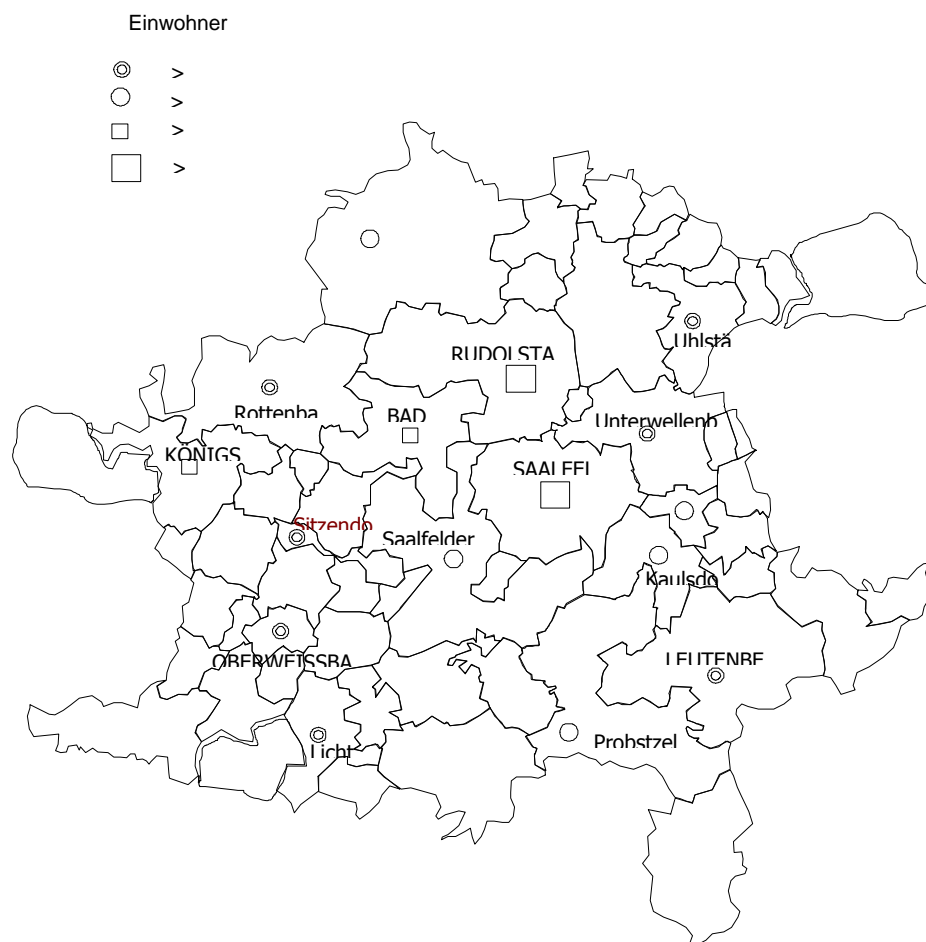 Einwohner
>
>
>
>
RUDOLSTA
Uhlstä
Rottenba
BAD
Unterwellenb
KÖNIGS
SAALFEL
Sitzendo
Saalfelder
Kaulsdo
OBERWEISSBA
LEUTENBE
Licht
Probstzel